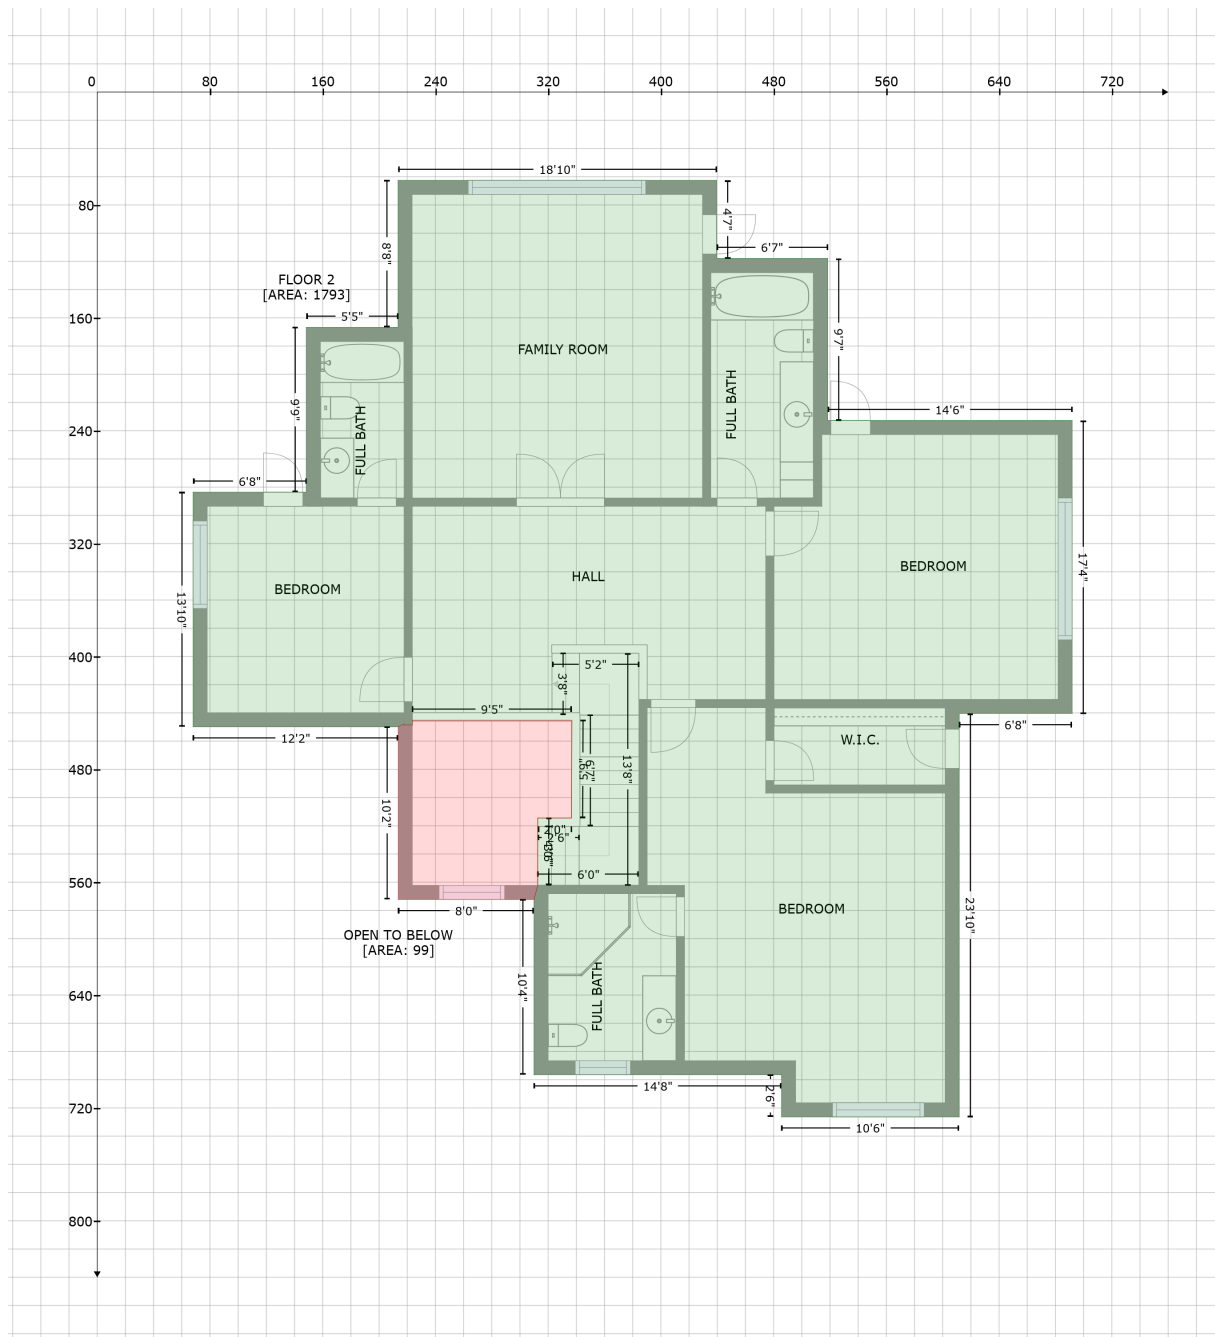 0 80 160 240 320 400 480 560 640 720
18'10"
80
4'7"
8'8"
6'7"
FLOOR 2
[AREA: 1793]
5'5"
160
9'7"
FAMILY ROOM
FULL BATH
FULL BATH
9'9"
14'6"
240
6'8"
320
HALL
BEDROOM
17'4"
BEDROOM
13'10"
400
5'2"
3'8"
9'5"
6'8"
12'2"
W.I.C.
480
5'9"
6'7"
13'8"
10'2"
2'0"
2'6"
560
6'0"
8'0"
BEDROOM
23'10"
OPEN TO BELOW
[AREA: 99]
10'4"
FULL BATH
640
14'8"
2'6"
720
10'6"
800